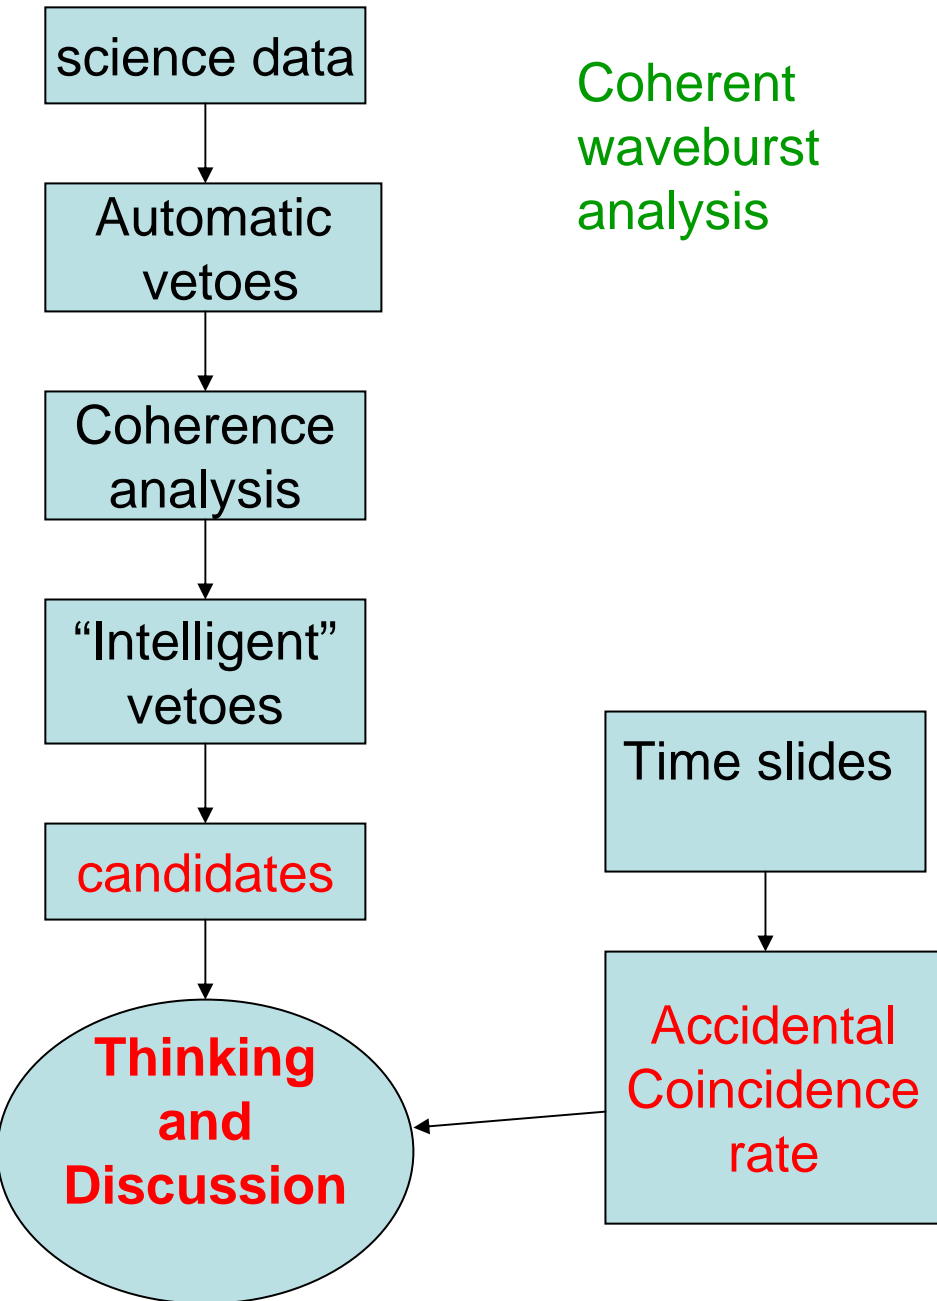 science data
Coherent
waveburst
analysis
Automatic
vetoes
Coherence
analysis
“Intelligent”
vetoes
Time slides
candidates
Accidental
Coincidence
rate
Thinking
and
Discussion